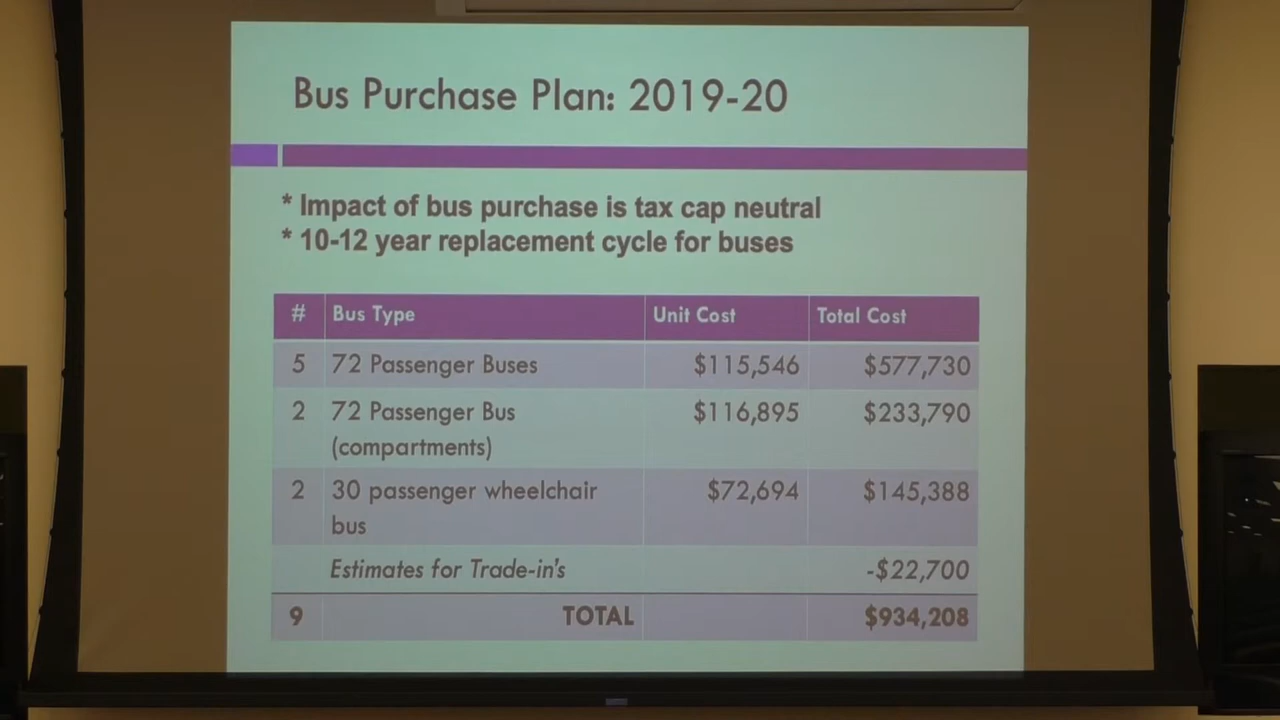 Bus Purchase Plan: 2019-20
* Impact of bus purchase is tax cap neutral
* 10-12 year replacement cycle for buses
# Bus Type Unit Cost Total Cost
5 72 Passenger Buses $115,546 $577,730
2 72 Passenger Bus $116,895 $233,790
(compartments)
2 30 passenger wheelchair $72,694 $145,388
bus
Estimates for Trade-in's -$22,700
9 TOTAL $934,208